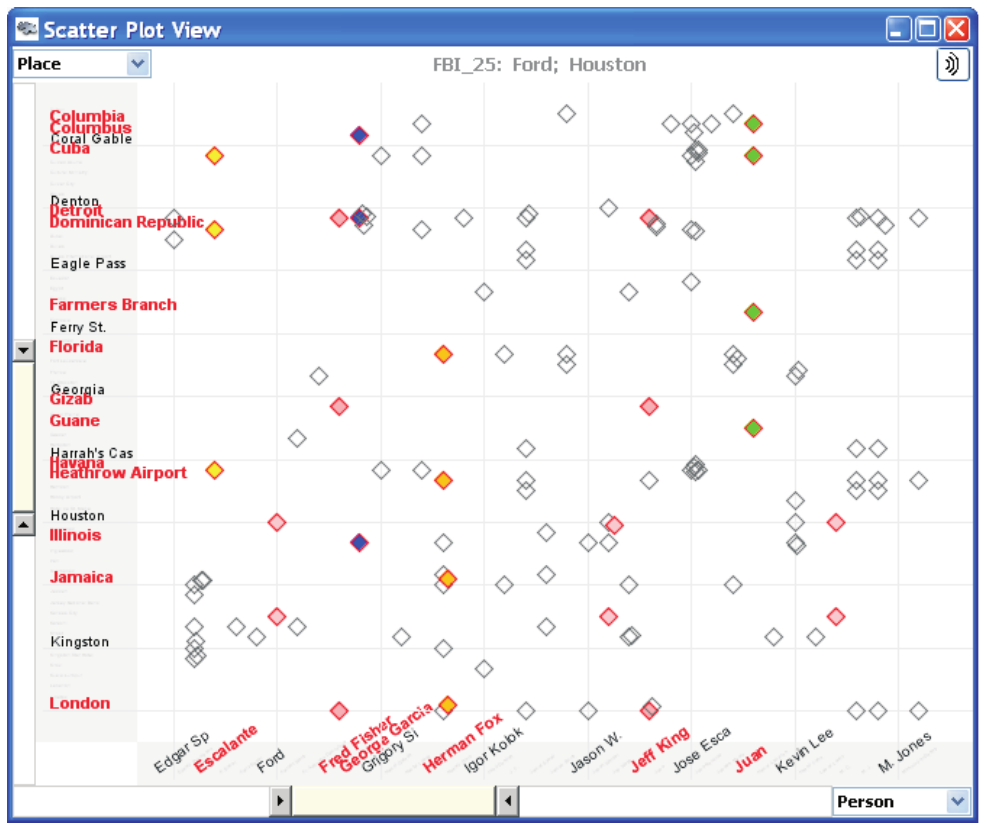 Scatter Plot View
Place
FBI_25: Ford; Houston
Columbia
Columbus
Coral Gable
Cuba
Denton
Detroit
Dominican Republic
Eagle Pass
Farmers Branch
Ferry St.
Florida
Georgia
Gizab
Guane
Harrah's Cas
Havana
Heathrow Airport
Houston
Illinois
Jamaica
Kingston
London
Edgar Sp
Escalante
Ford
Fred Fisher
George Garcia
Grigory Si
Herman Fox
Igor Kolok
Jason W.
Jeff King
Jose Esca
Juan
Kevin Lee
M. Jones
Person